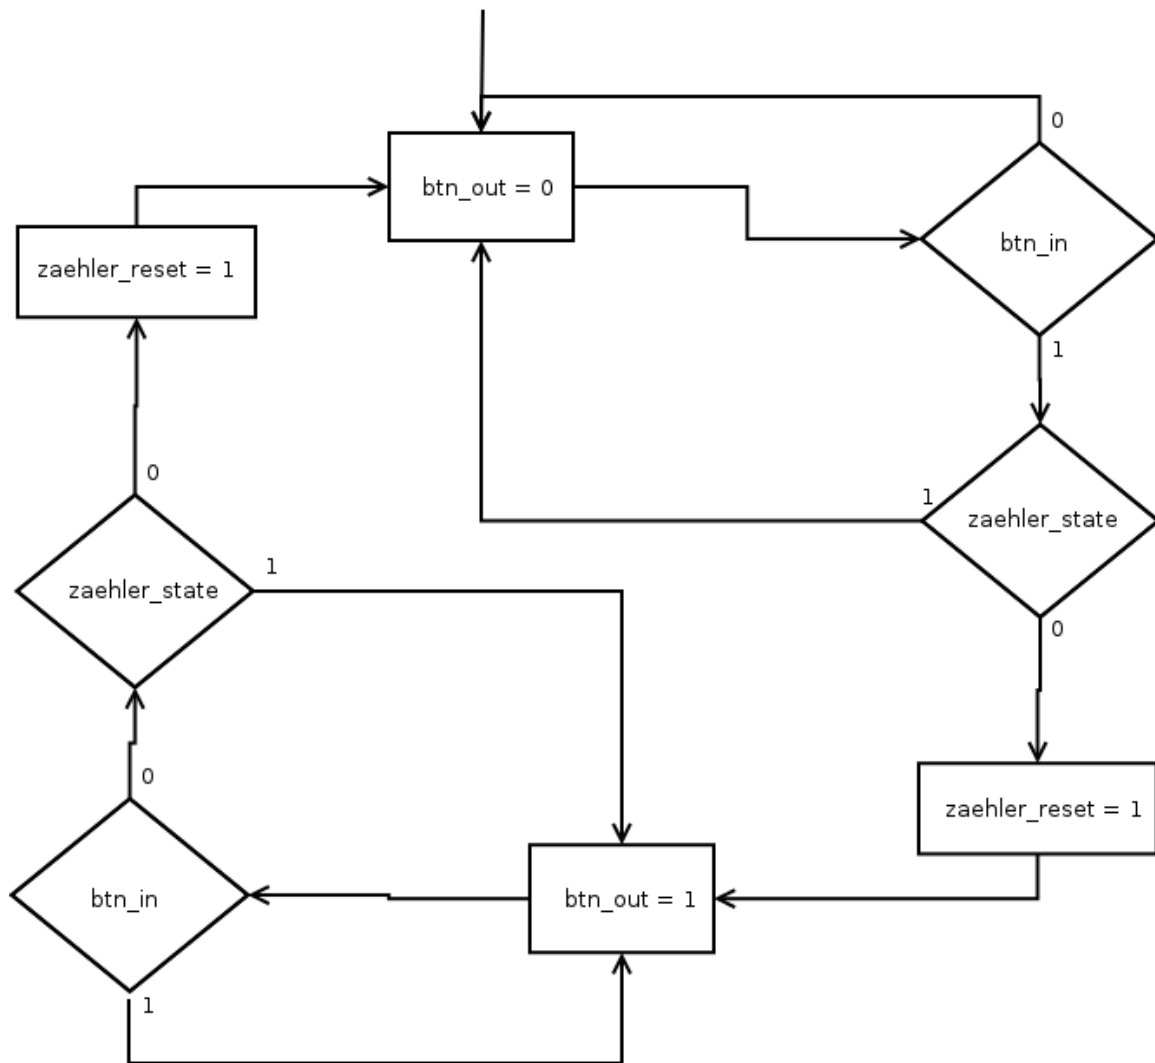 0
btn_out = 0
btn_in
zaehler_reset = 1
1
0
1
zaehler_state
1
zaehler_state
0
0
zaehler_reset = 1
btn_out = 1
btn_in
1